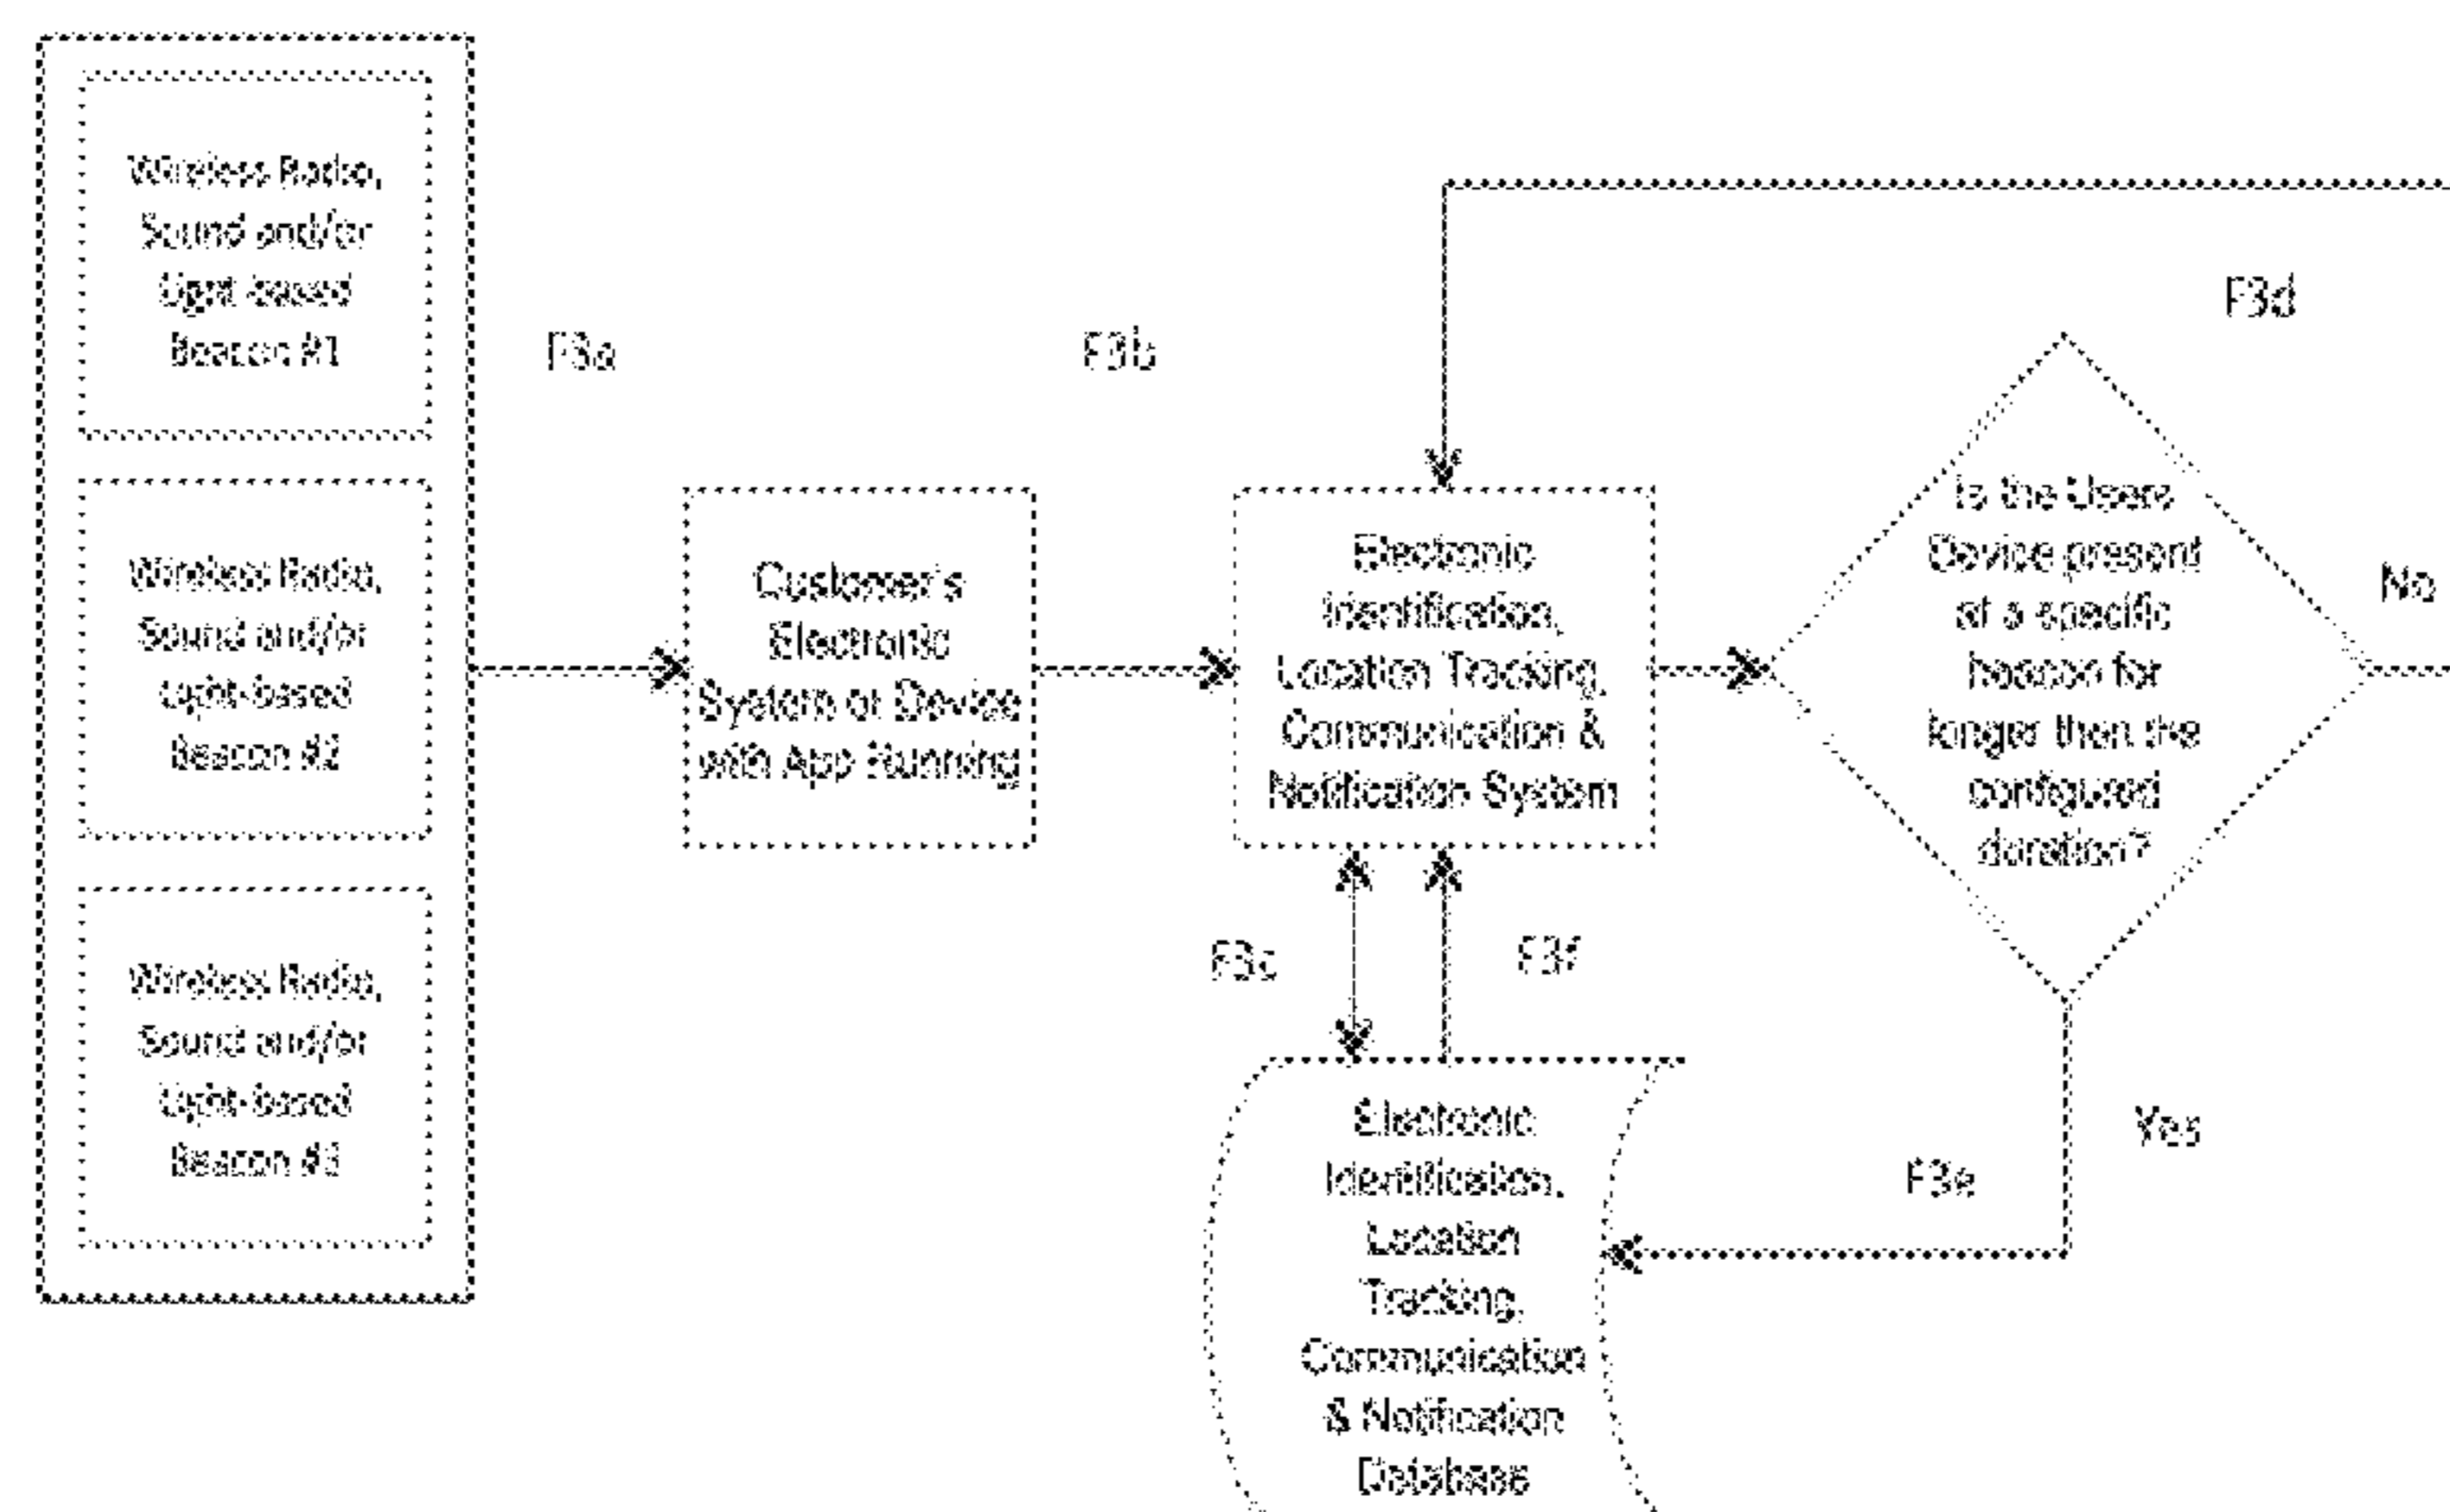 Wireless Radio,
Sound and/or
Light-based
Beacon #1
Wireless Radio,
Sound and/or
Light-based
Beacon #2
Wireless Radio,
Sound and/or
Light-based
Beacon #3
F3a
Customer's
Electronic
System or Device
with App Running
F3b
Electronic
Identification,
Location Tracking,
Communication &
Notification System
F3c
F3f
Electronic
Identification,
Location
Tracking,
Communication
& Notification
Database
F3d
Is the Users
Device present
at a specific
beacon for
longer than the
configured
duration?
No
Yes
F3e